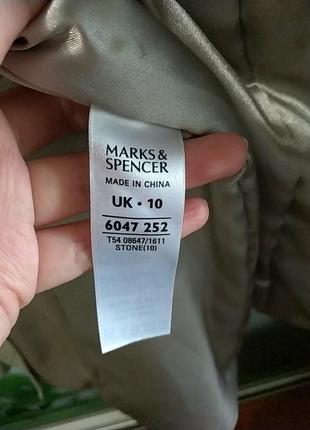 MARKS &
SPENCER
MADE IN CHINA
UK • 10
6047 252
T54 08647/1611
STONE(10)